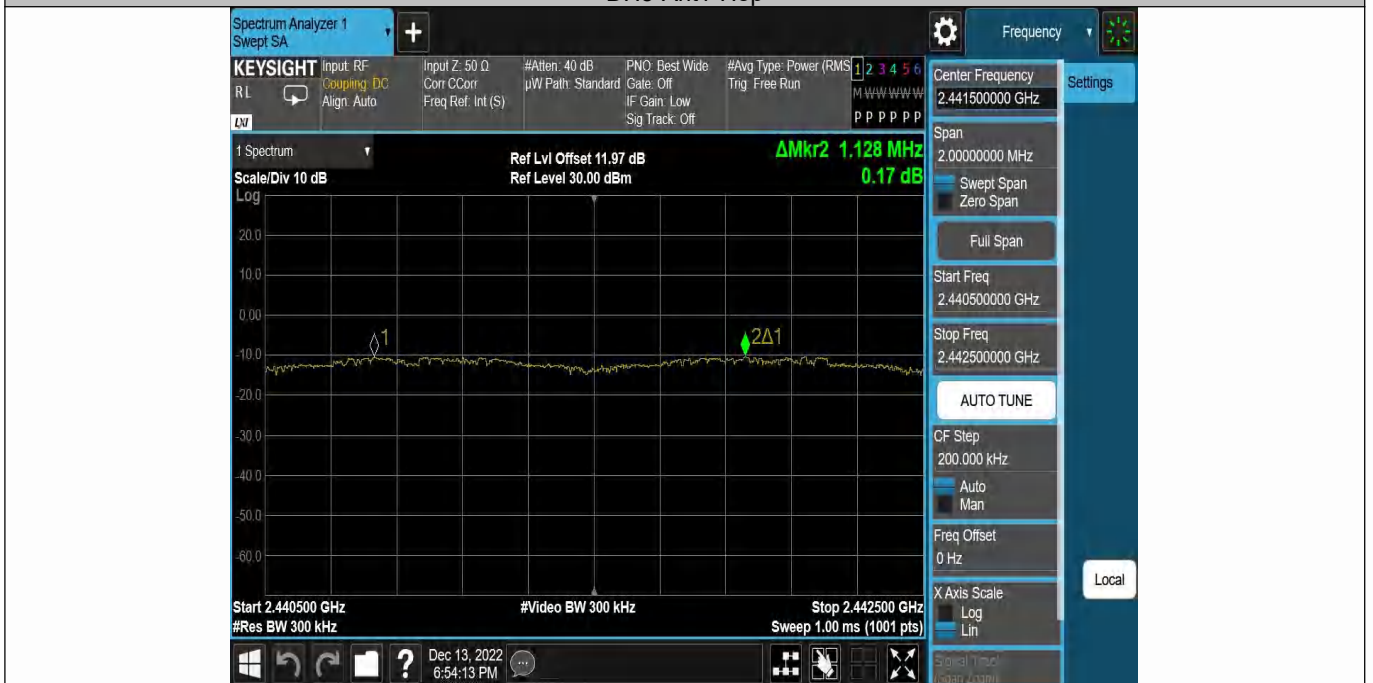 Spectrum Analyzer 1
Swept SA
+
Frequency
KEYSIGHT
RL
LXI
Input: RF
Coupling: DC
Align: Auto
Input Z: 50 Ω
Corr CCorr
Freq Ref: Int (S)
#Atten: 40 dB
µW Path: Standard
PNO: Best Wide
Gate: Off
IF Gain: Low
Sig Track: Off
#Avg Type: Power (RMS
Trig: Free Run
1 2 3 4 5 6
M W W W W W
P P P P P P
Settings
Center Frequency
2.441500000 GHz
Span
2.00000000 MHz
Swept Span
Zero Span
Full Span
Start Freq
2.440500000 GHz
Stop Freq
2.442500000 GHz
AUTO TUNE
CF Step
200.000 kHz
Auto
Man
Freq Offset
0 Hz
X Axis Scale
Log
Lin
Local
1 Spectrum
Scale/Div 10 dB
Ref Lvl Offset 11.97 dB
Ref Level 30.00 dBm
ΔMkr2 1.128 MHz
0.17 dB
Log
20.0
10.0
0.00
-10.0
-20.0
-30.0
-40.0
-50.0
-60.0
1
2Δ1
Start 2.440500 GHz
#Video BW 300 kHz
Stop 2.442500 GHz
#Res BW 300 kHz
Sweep 1.00 ms (1001 pts)
?
Dec 13, 2022
6:54:13 PM